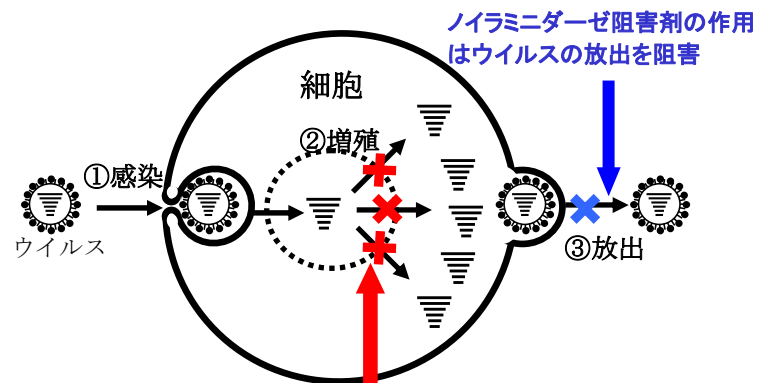 ノイラミニダーゼ阻害剤の作用
はウイルスの放出を阻害
細胞
②増殖
①感染
ウイルス
③放出